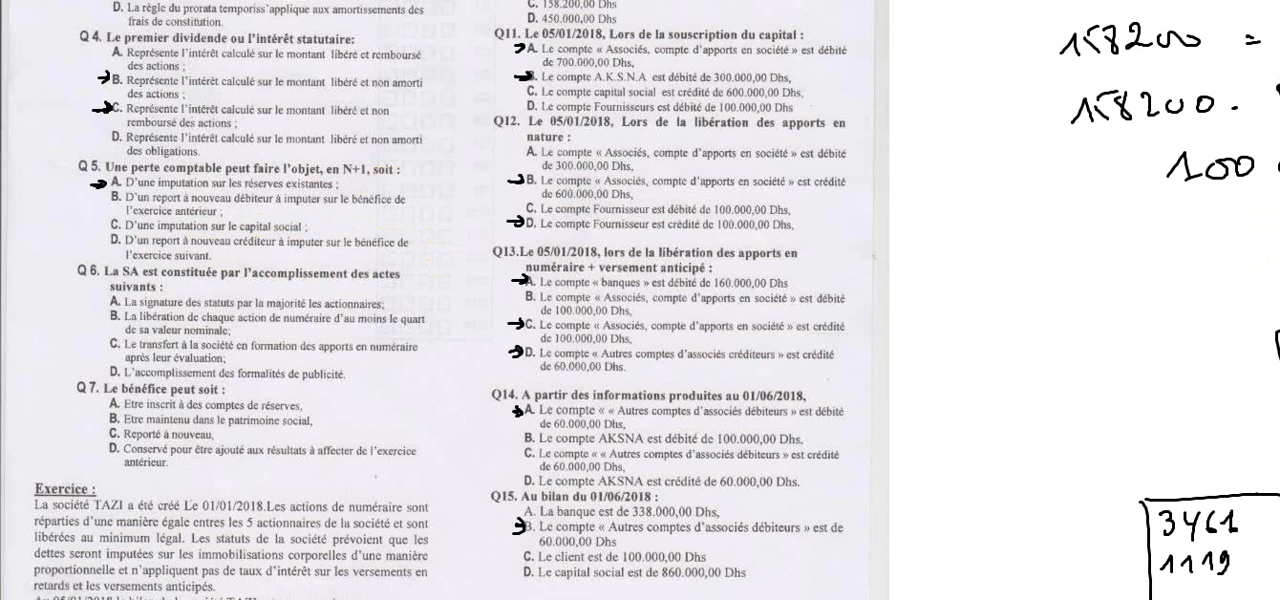 D. La règle du prorata temporiss'applique aux amortissements des
frais de constitution.
Q 4. Le premier dividende ou l'intérêt statutaire:
A. Représente l'intérêt calculé sur le montant libéré et remboursé
des actions ;
B. Représente l'intérêt calculé sur le montant libéré et non amorti
des actions ;
C. Représente l'intérêt calculé sur le montant libéré et non
remboursé des actions ;
D. Représente l'intérêt calculé sur le montant libéré et non amorti
des obligations.
Q 5. Une perte comptable peut faire l'objet, en N+1, soit :
A. D'une imputation sur les réserves existantes ;
B. D'un report à nouveau débiteur à imputer sur le bénéfice de
l'exercice antérieur ;
C. D'une imputation sur le capital social ;
D. D'un report à nouveau créditeur à imputer sur le bénéfice de
l'exercice suivant.
Q 6. La SA est constituée par l'accomplissement des actes
suivants :
A. La signature des statuts par la majorité les actionnaires;
B. La libération de chaque action de numéraire d'au moins le quart
de sa valeur nominale;
C. Le transfert à la société en formation des apports en numéraire
après leur évaluation;
D. L'accomplissement des formalités de publicité.
Q 7. Le bénéfice peut soit :
A. Etre inscrit à des comptes de réserves,
B. Etre maintenu dans le patrimoine social,
C. Reporté à nouveau,
D. Conservé pour être ajouté aux résultats à affecter de l'exercice
antérieur.
Exercice :
La société TAZI a été créé Le 01/01/2018.Les actions de numéraire sont
réparties d'une manière égale entres les 5 actionnaires de la société et sont
libérées au minimum légal. Les statuts de la société prévoient que les
dettes seront imputées sur les immobilisations corporelles d'une manière
proportionnelle et n'appliquent pas de taux d'intérêt sur les versements en
retards et les versements anticipés.
C. 158.200,00 Dhs
D. 450.000,00 Dhs
Q11. Le 05/01/2018, Lors de la souscription du capital :
A. Le compte « Associés, compte d'apports en société » est débité
de 700.000,00 Dhs,
B. Le compte A.K.S.N.A est débité de 300.000,00 Dhs,
C. Le compte capital social est crédité de 600.000,00 Dhs,
D. Le compte Fournisseurs est débité de 100.000,00 Dhs
Q12. Le 05/01/2018, Lors de la libération des apports en
nature :
A. Le compte « Associés, compte d'apports en société » est débité
de 300.000,00 Dhs,
B. Le compte « Associés, compte d'apports en société » est crédité
de 600.000,00 Dhs,
C. Le compte Fournisseur est débité de 100.000,00 Dhs,
D. Le compte Fournisseur est crédité de 100.000,00 Dhs,
Q13.Le 05/01/2018, lors de la libération des apports en
numéraire + versement anticipé :
A. Le compte « banques » est débité de 160.000,00 Dhs
B. Le compte « Associés, compte d'apports en société » est débité
de 100.000,00 Dhs,
C. Le compte « Associés, compte d'apports en société » est crédité
de 100.000,00 Dhs,
D. Le compte « Autres comptes d'associés créditeurs » est crédité
de 60.000,00 Dhs.
Q14. A partir des informations produites au 01/06/2018,
A. Le compte « « Autres comptes d'associés débiteurs » est débité
de 60.000,00 Dhs,
B. Le compte AKSNA est débité de 100.000,00 Dhs.
C. Le compte « « Autres comptes d'associés débiteurs » est crédité
de 60.000,00 Dhs,
D. Le compte AKSNA est crédité de 60.000,00 Dhs.
Q15. Au bilan du 01/06/2018 :
A. La banque est de 338.000,00 Dhs,
B. Le compte « Autres comptes d'associés débiteurs » est de
60.000,00 Dhs
C. Le client est de 100.000,00 Dhs
D. Le capital social est de 860.000,00 Dhs
158200 =
158200.
100
3461
1119